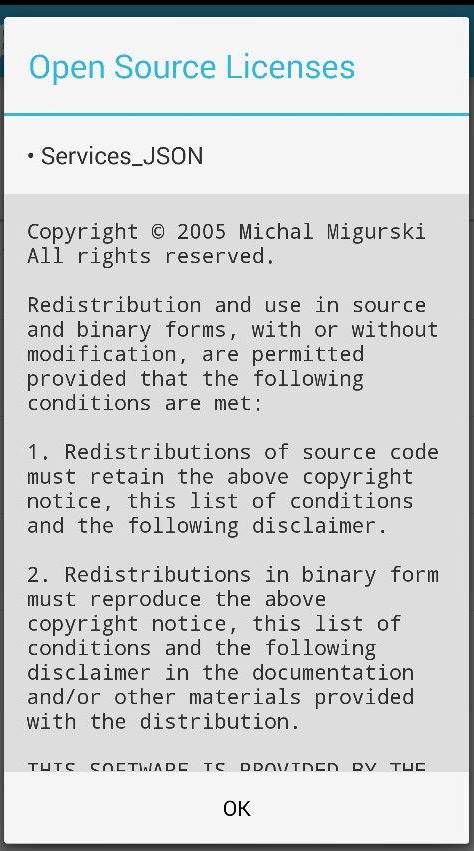 Open Source Licenses
• Services_JSON
Copyright © 2005 Michal Migurski
All rights reserved.
Redistribution and use in source
and binary forms, with or without
modification, are permitted
provided that the following
conditions are met:
1. Redistributions of source code
must retain the above copyright
notice, this list of conditions
and the following disclaimer.
2. Redistributions in binary form
must reproduce the above
copyright notice, this list of
conditions and the following
disclaimer in the documentation
and/or other materials provided
with the distribution.
THIS SOFTWARE IS PROVIDED BY THE
OK